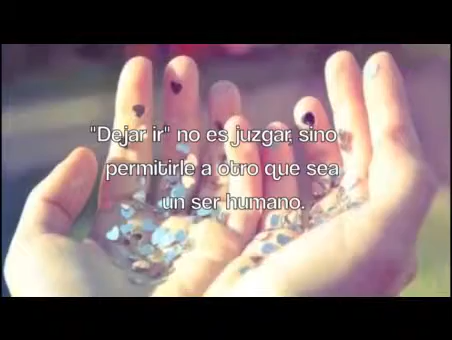 "Dejar ir" no es juzgar, sino
permitirle a otro que sea
un ser humano.